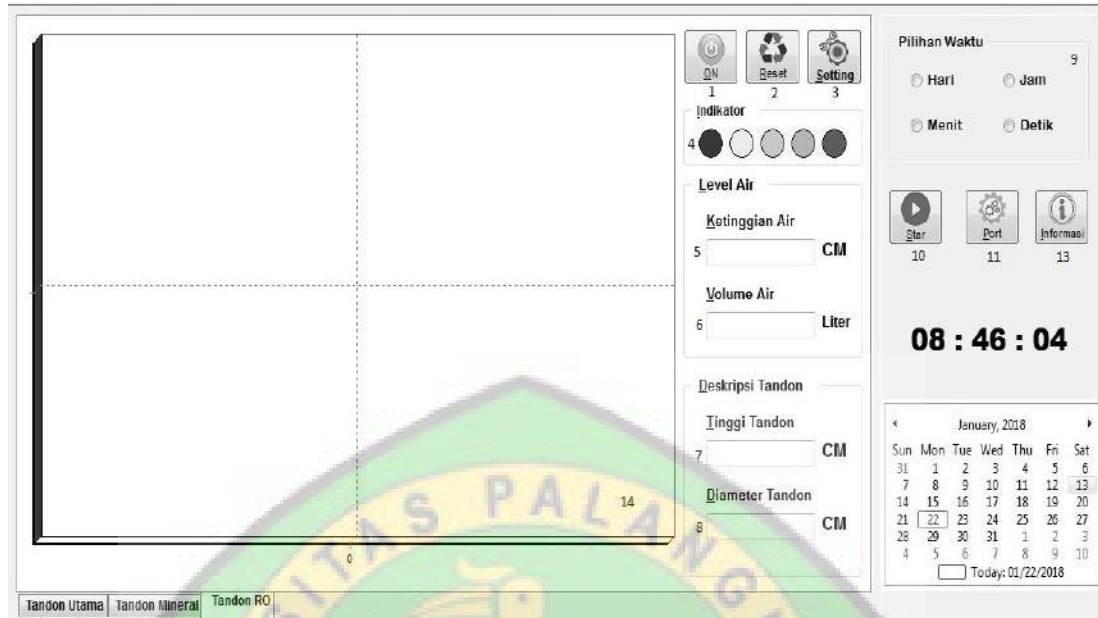 ON
Reset
Setting
1
2
3
Indikator
4
Level Air
Ketinggian Air
5
CM
Volume Air
6
Liter
Deskripsi Tandon
Tinggi Tandon
7
CM
Diameter Tandon
8
CM
14
0
Tandon Utama
Tandon Mineral
Tandon RO
Pilihan Waktu
9
Hari
Jam
Menit
Detik
Star
Port
Informasi
10
11
13
08 : 46 : 04
January, 2018
Sun Mon Tue Wed Thu Fri Sat
31 1 2 3 4 5 6
7 8 9 10 11 12 13
14 15 16 17 18 19 20
21 22 23 24 25 26 27
28 29 30 31 1 2 3
4 5 6 7 8 9 10
Today: 01/22/2018
SITAS PALANG